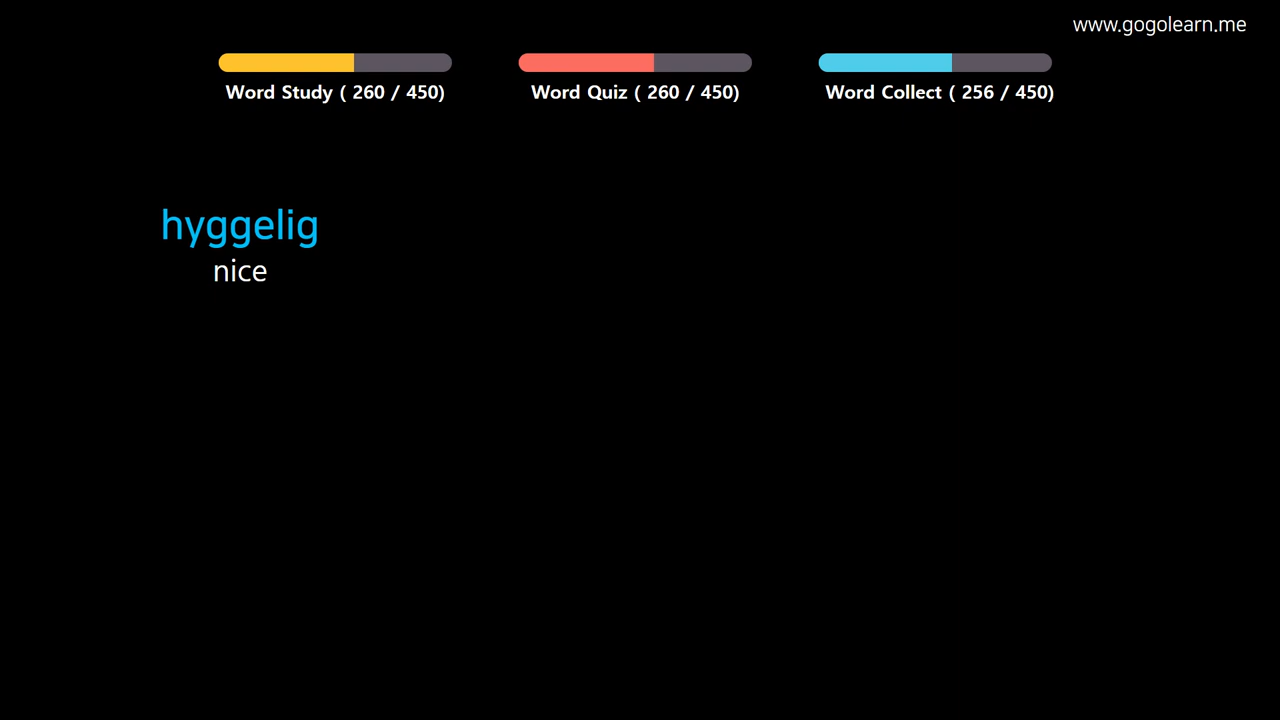 www.gogolearn.me
Word Study ( 260 / 450)
Word Quiz ( 260 / 450)
Word Collect ( 256 / 450)
hyggelig
nice